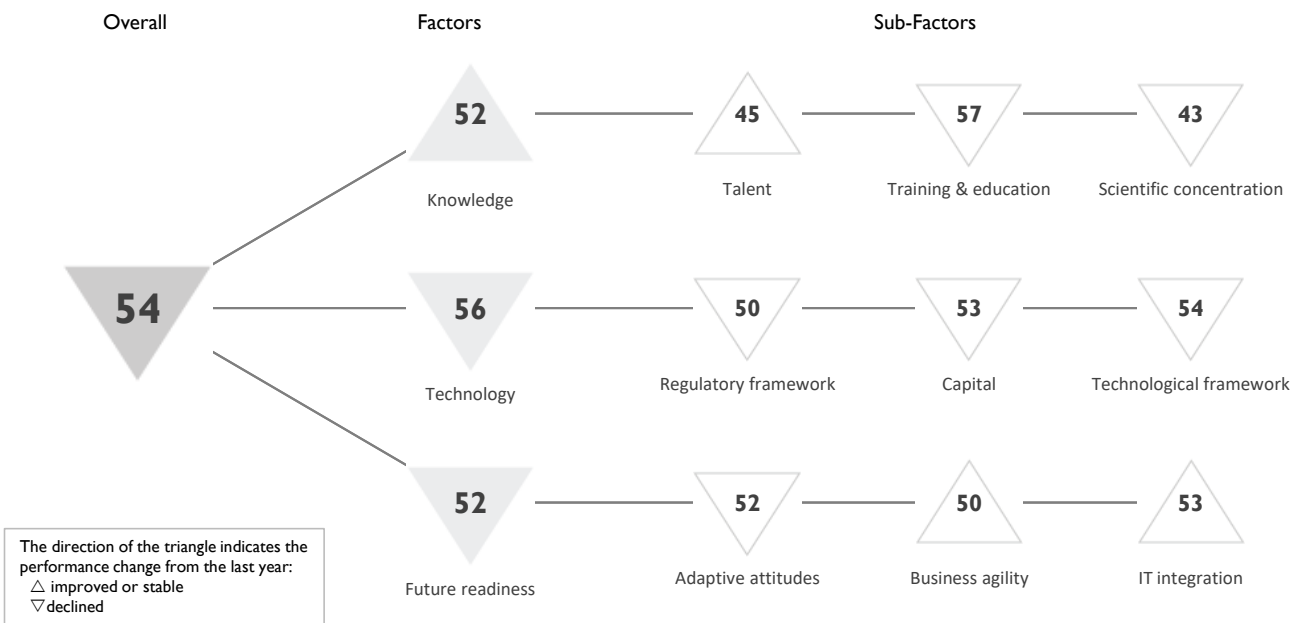 Overall Factors Sub-Factors
52 45 57 43
Knowledge Talent Training & education Scientific concentration
54 56 50 53 54
Technology Regulatory framework Capital Technological framework
52 52 50 53
Future readiness Adaptive attitudes Business agility IT integration
The direction of the triangle indicates the
performance change from the last year:
△ improved or stable
▽ declined